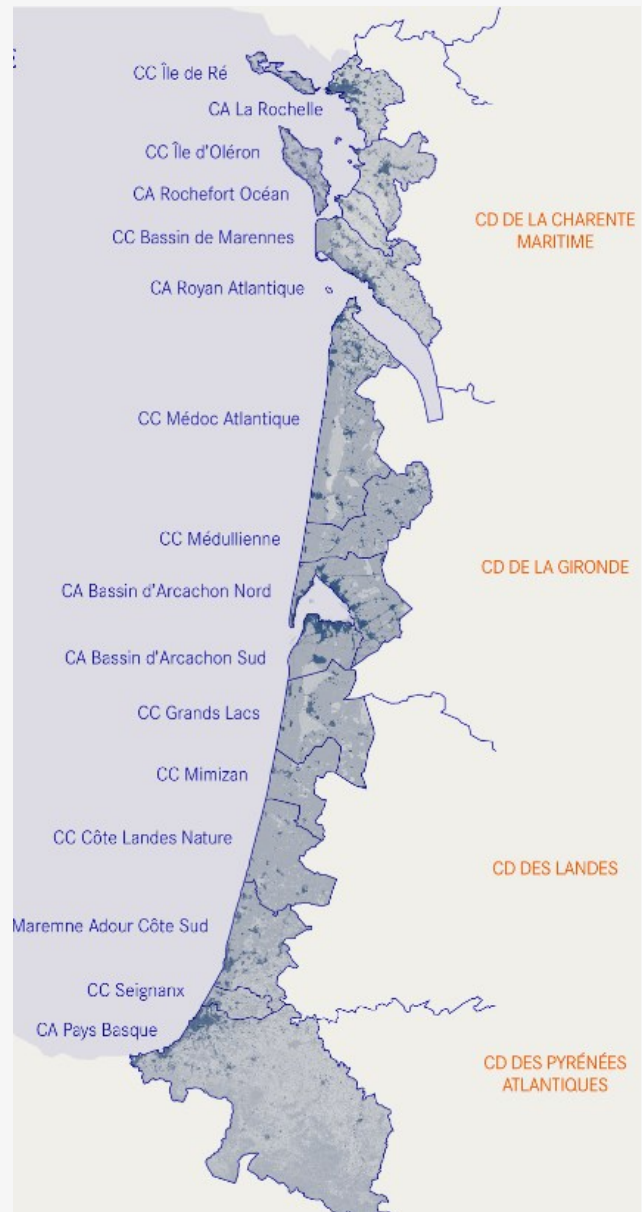 E
CC Île de Ré
CA La Rochelle
CC Île d'Oléron
CA Rochefort Océan
CC Bassin de Marennes
CA Royan Atlantique
CC Médoc Atlantique
CC Médullienne
CA Bassin d'Arcachon Nord
CA Bassin d'Arcachon Sud
CC Grands Lacs
CC Mimizan
CC Côte Landes Nature
Maremne Adour Côte Sud
CC Seignanx
CA Pays Basque
CD DE LA CHARENTE
MARITIME
CD DE LA GIRONDE
CD DES LANDES
CD DES PYRÉNÉES
ATLANTIQUES